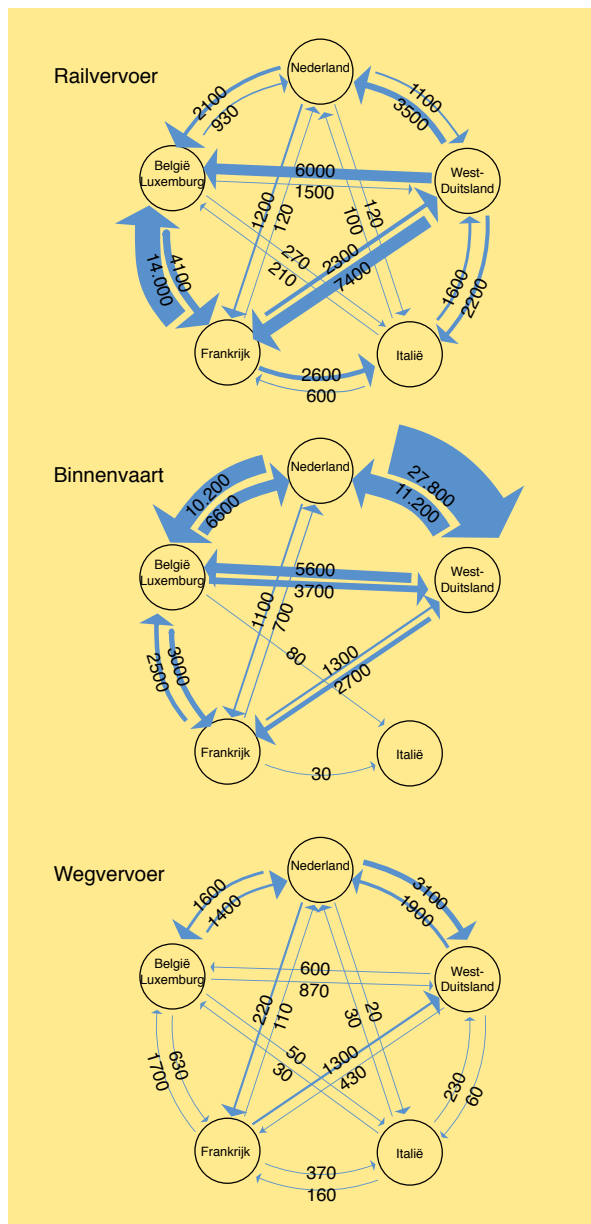 Railvervoer
Nederland
2100
930
1100
3500
België
Luxemburg
West-
Duitsland
6000
1500
1200
120
120
100
270
210
2300
7400
14.000
4100
1600
2200
Frankrijk
Italië
2600
600
Binnenvaart
Nederland
10.200
6600
27.800
11.200
België
Luxemburg
West-
Duitsland
5600
3700
1100
700
80
1300
2700
2500
3000
Frankrijk
Italië
30
Wegvervoer
Nederland
1600
1400
3100
1900
België
Luxemburg
West-
Duitsland
600
870
220
110
20
30
50
30
1300
430
1700
630
230
60
Frankrijk
Italië
370
160